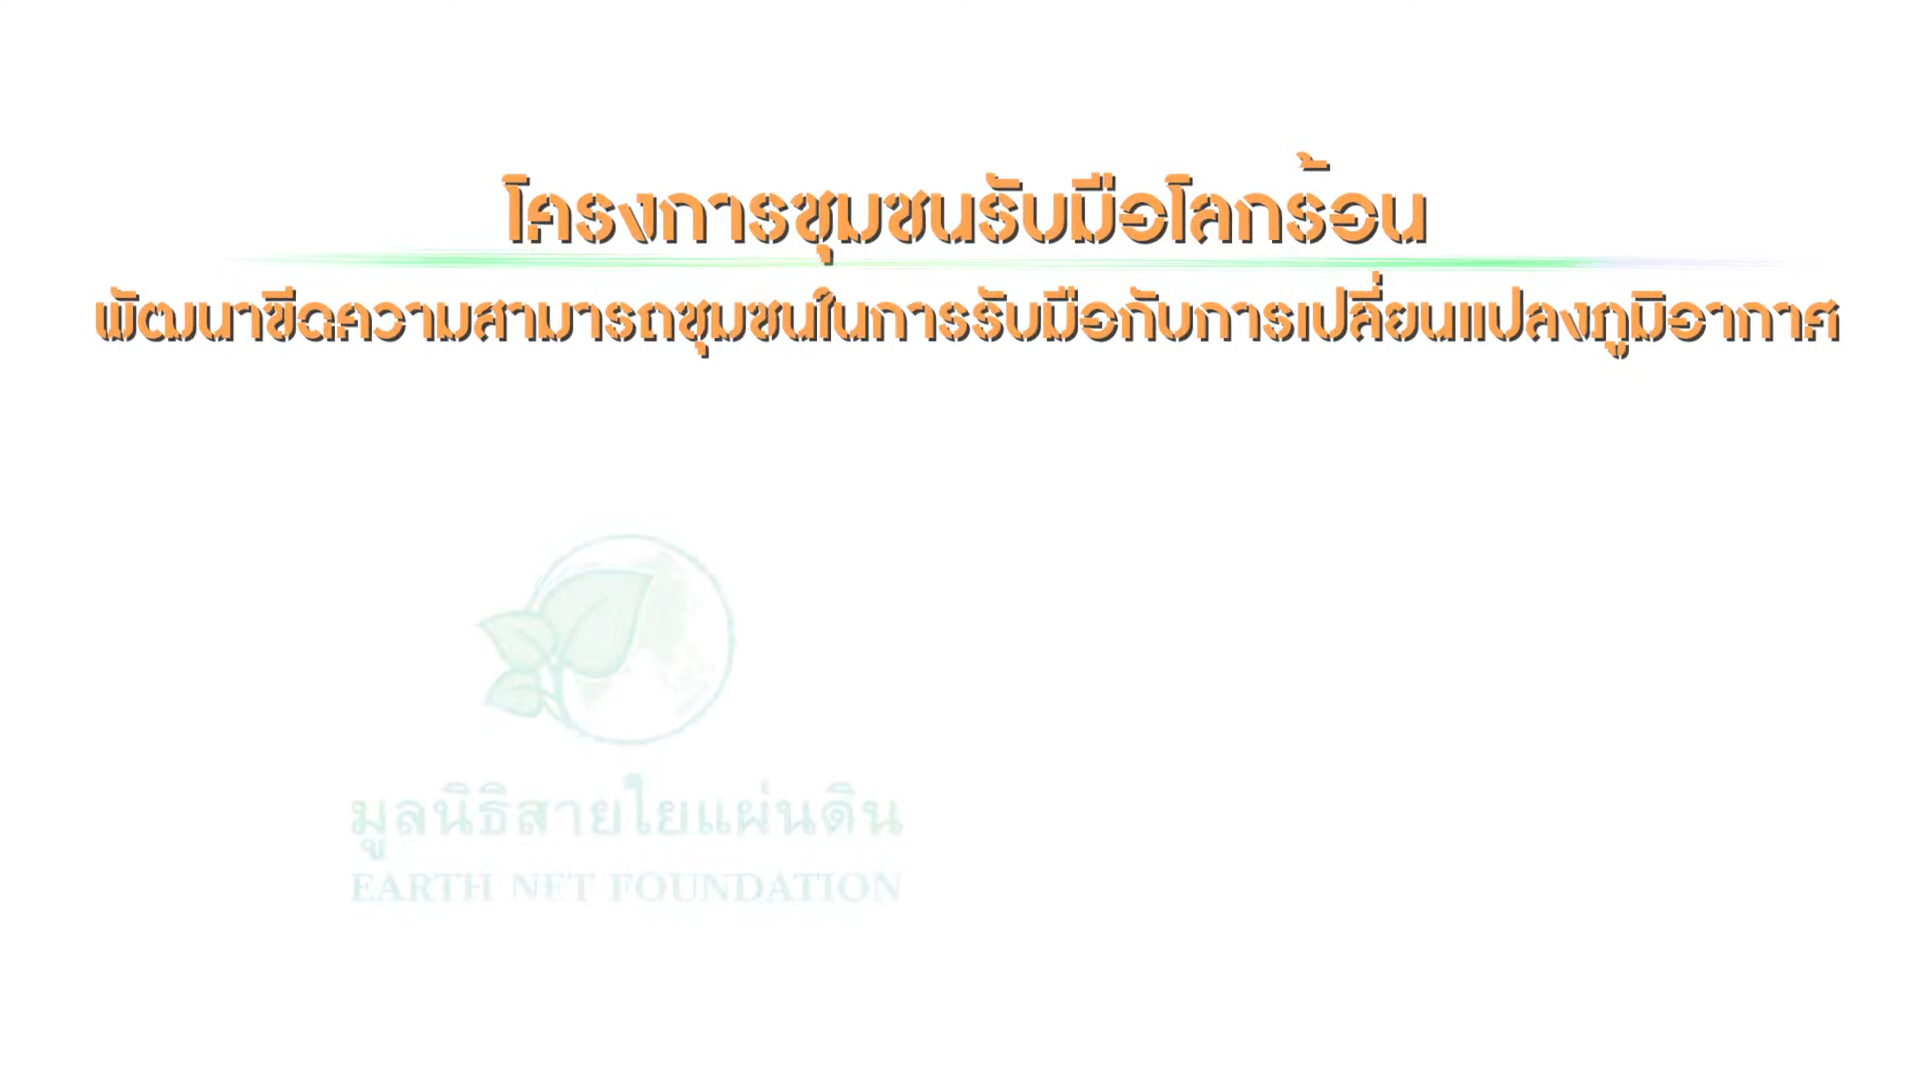 โครงการชุมชนรับมือโลกร้อน
พัฒนาขีดความสามารถชุมชนในการรับมือกับการเปลี่ยนแปลงภูมิอากาศ
มูลนิธิสายใยแผ่นดิน
EARTH NET FOUNDATION